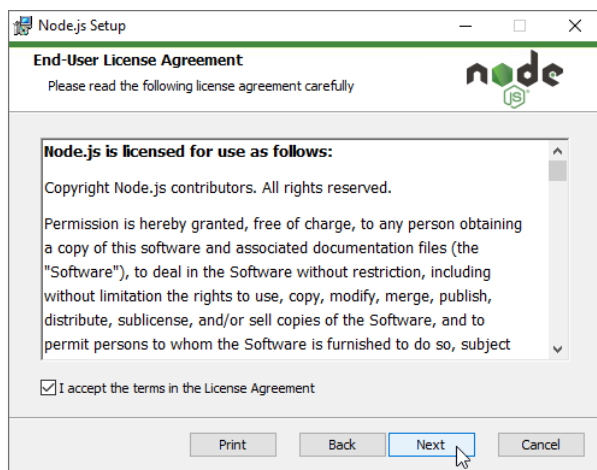 Node.js Setup
End-User License Agreement
Please read the following license agreement carefully
node
JS
Node.js is licensed for use as follows:
Copyright Node.js contributors. All rights reserved.
Permission is hereby granted, free of charge, to any person obtaining
a copy of this software and associated documentation files (the
"Software"), to deal in the Software without restriction, including
without limitation the rights to use, copy, modify, merge, publish,
distribute, sublicense, and/or sell copies of the Software, and to
permit persons to whom the Software is furnished to do so, subject
I accept the terms in the License Agreement
Print Back Next Cancel